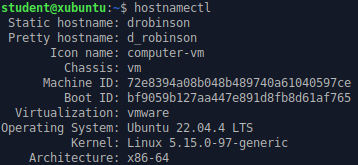 student@xubuntu:~$ hostnamectl
Static hostname: drobinson
Pretty hostname: d_robinson
Icon name: computer-vm
Chassis: vm
Machine ID: 72e8394a08b048b489740a61040597ce
Boot ID: bf9059b127aa447e891d8fb8d61af765
Virtualization: vmware
Operating System: Ubuntu 22.04.4 LTS
Kernel: Linux 5.15.0-97-generic
Architecture: x86-64